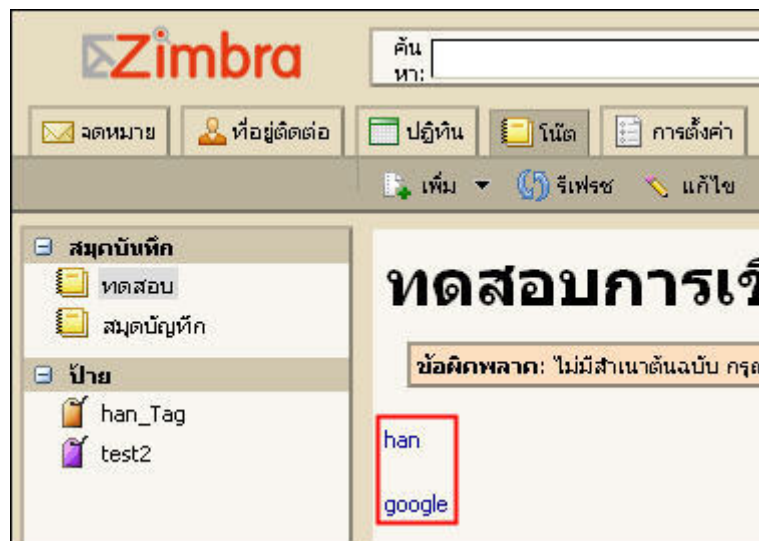 Zimbra
ค้น
หา:
จดหมาย ที่อยู่ติดต่อ ปฏิทิน โน้ต การตั้งค่า
เพิ่ม รีเฟรช แก้ไข
สมุดบันทึก
ทดสอบ
สมุดบัญทึก
ป้าย
han_Tag
test2
ทดสอบการเขี
ข้อผิดพลาด: ไม่มีสำเนาต้นฉบับ กรุณ
han
google